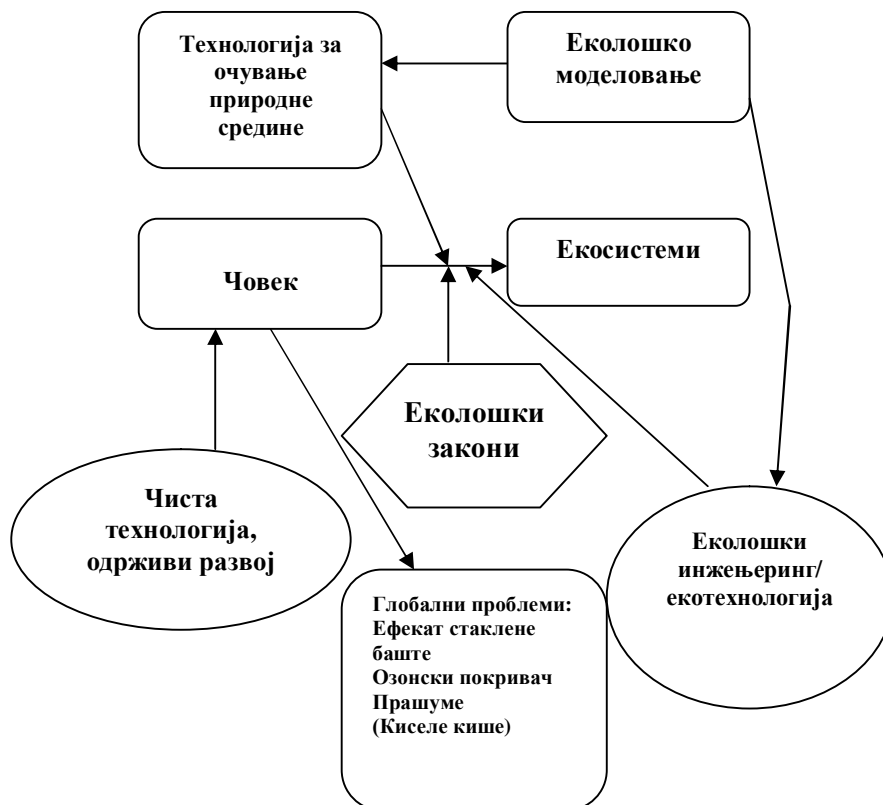 Технологија за
очување
природне
средине
Еколошко
моделовање
Човек
Екосистеми
Еколошки
закони
Чиста
технологија,
одрживи развој
Еколошки
инжењеринг/
екотехнологија
Глобални проблеми:
Ефекат стаклене
баште
Озонски покривач
Прашуме
(Киселе кише)